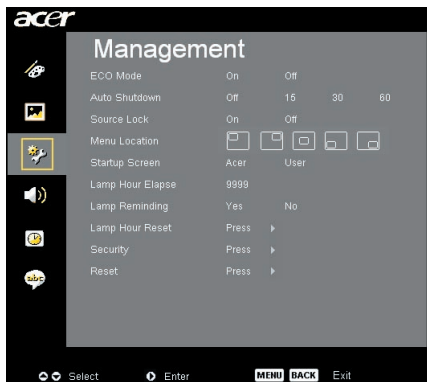 acer
Management
ECO Mode On Off
Auto Shutdown Off 15 30 60
Source Lock On Off
Menu Location
Startup Screen Acer User
Lamp Hour Elapse 9999
Lamp Reminding Yes No
Lamp Hour Reset Press
Security Press
Reset Press
abc
Select Enter MENU BACK Exit